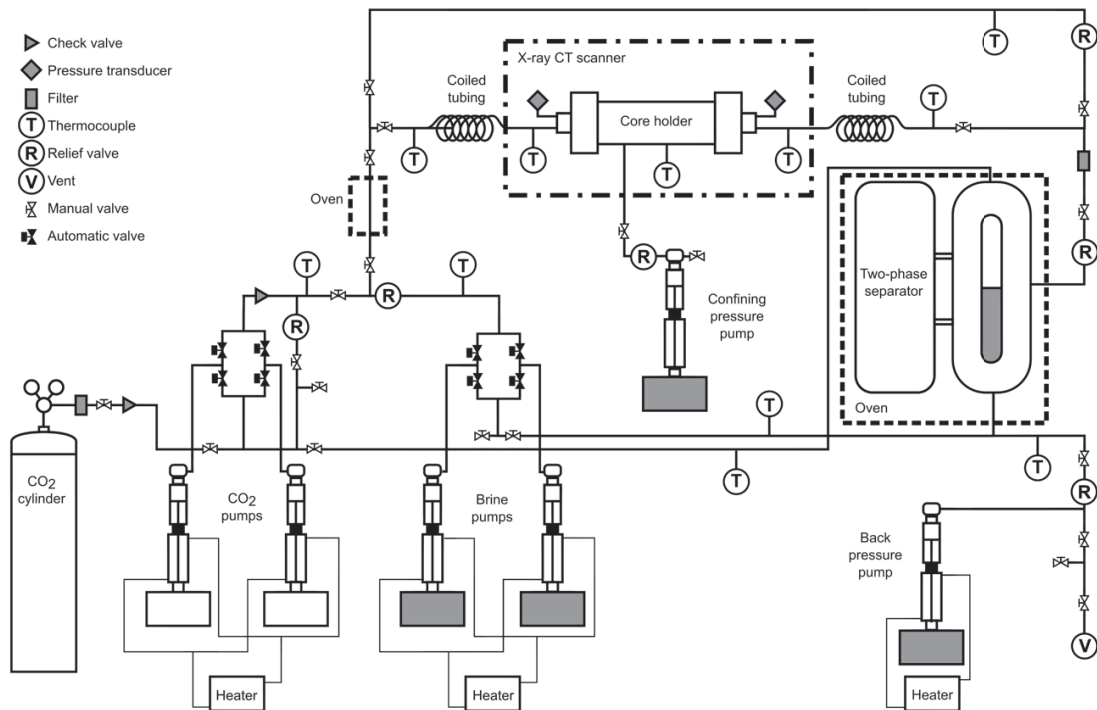 Check valve
Pressure transducer
Filter
T
Thermocouple
R
Relief valve
V
Vent
Manual valve
Automatic valve
T
R
X-ray CT scanner
Coiled
tubing
Core holder
Coiled
tubing
T
T
T
T
T
Oven
R
Two-phase
separator
Oven
R
T
R
T
R
Confining
pressure
pump
T
T
T
CO2
cylinder
CO2
pumps
Brine
pumps
R
Back
pressure
pump
V
Heater
Heater
Heater